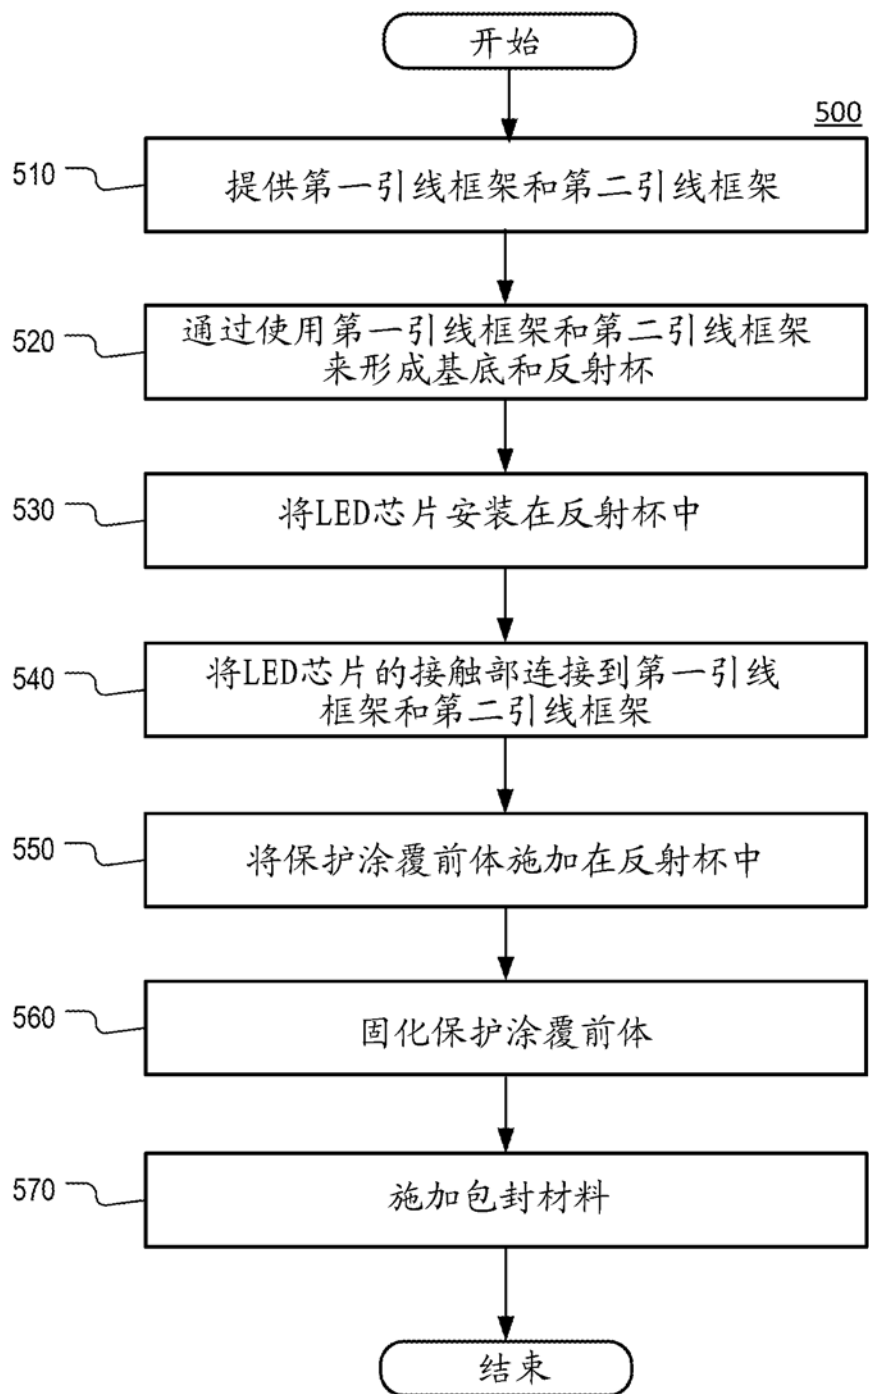 开始
500
510
提供第一引线框架和第二引线框架
520
通过使用第一引线框架和第二引线框架
来形成基底和反射杯
530
将LED芯片安装在反射杯中
540
将LED芯片的接触部连接到第一引线
框架和第二引线框架
550
将保护涂覆前体施加在反射杯中
560
固化保护涂覆前体
570
施加包封材料
结束